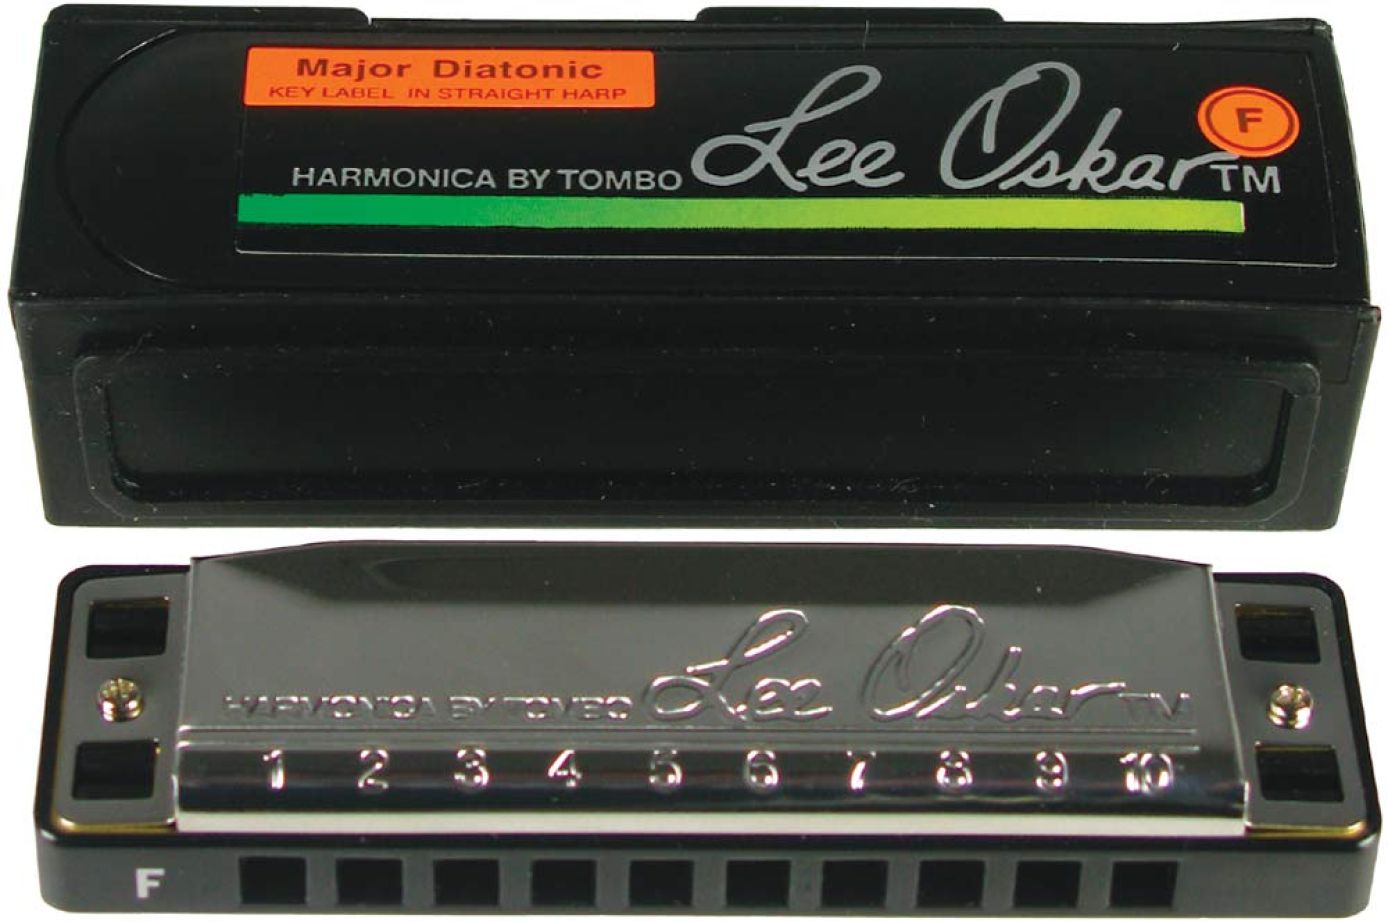 Major Diatonic
KEY LABEL IN STRAIGHT HARP
F
HARMONICA BY TOMBO Lee Oskar TM
HARMONICA BY TOMBO Lee Oskar TM
1 2 3 4 5 6 7 8 9 10
F